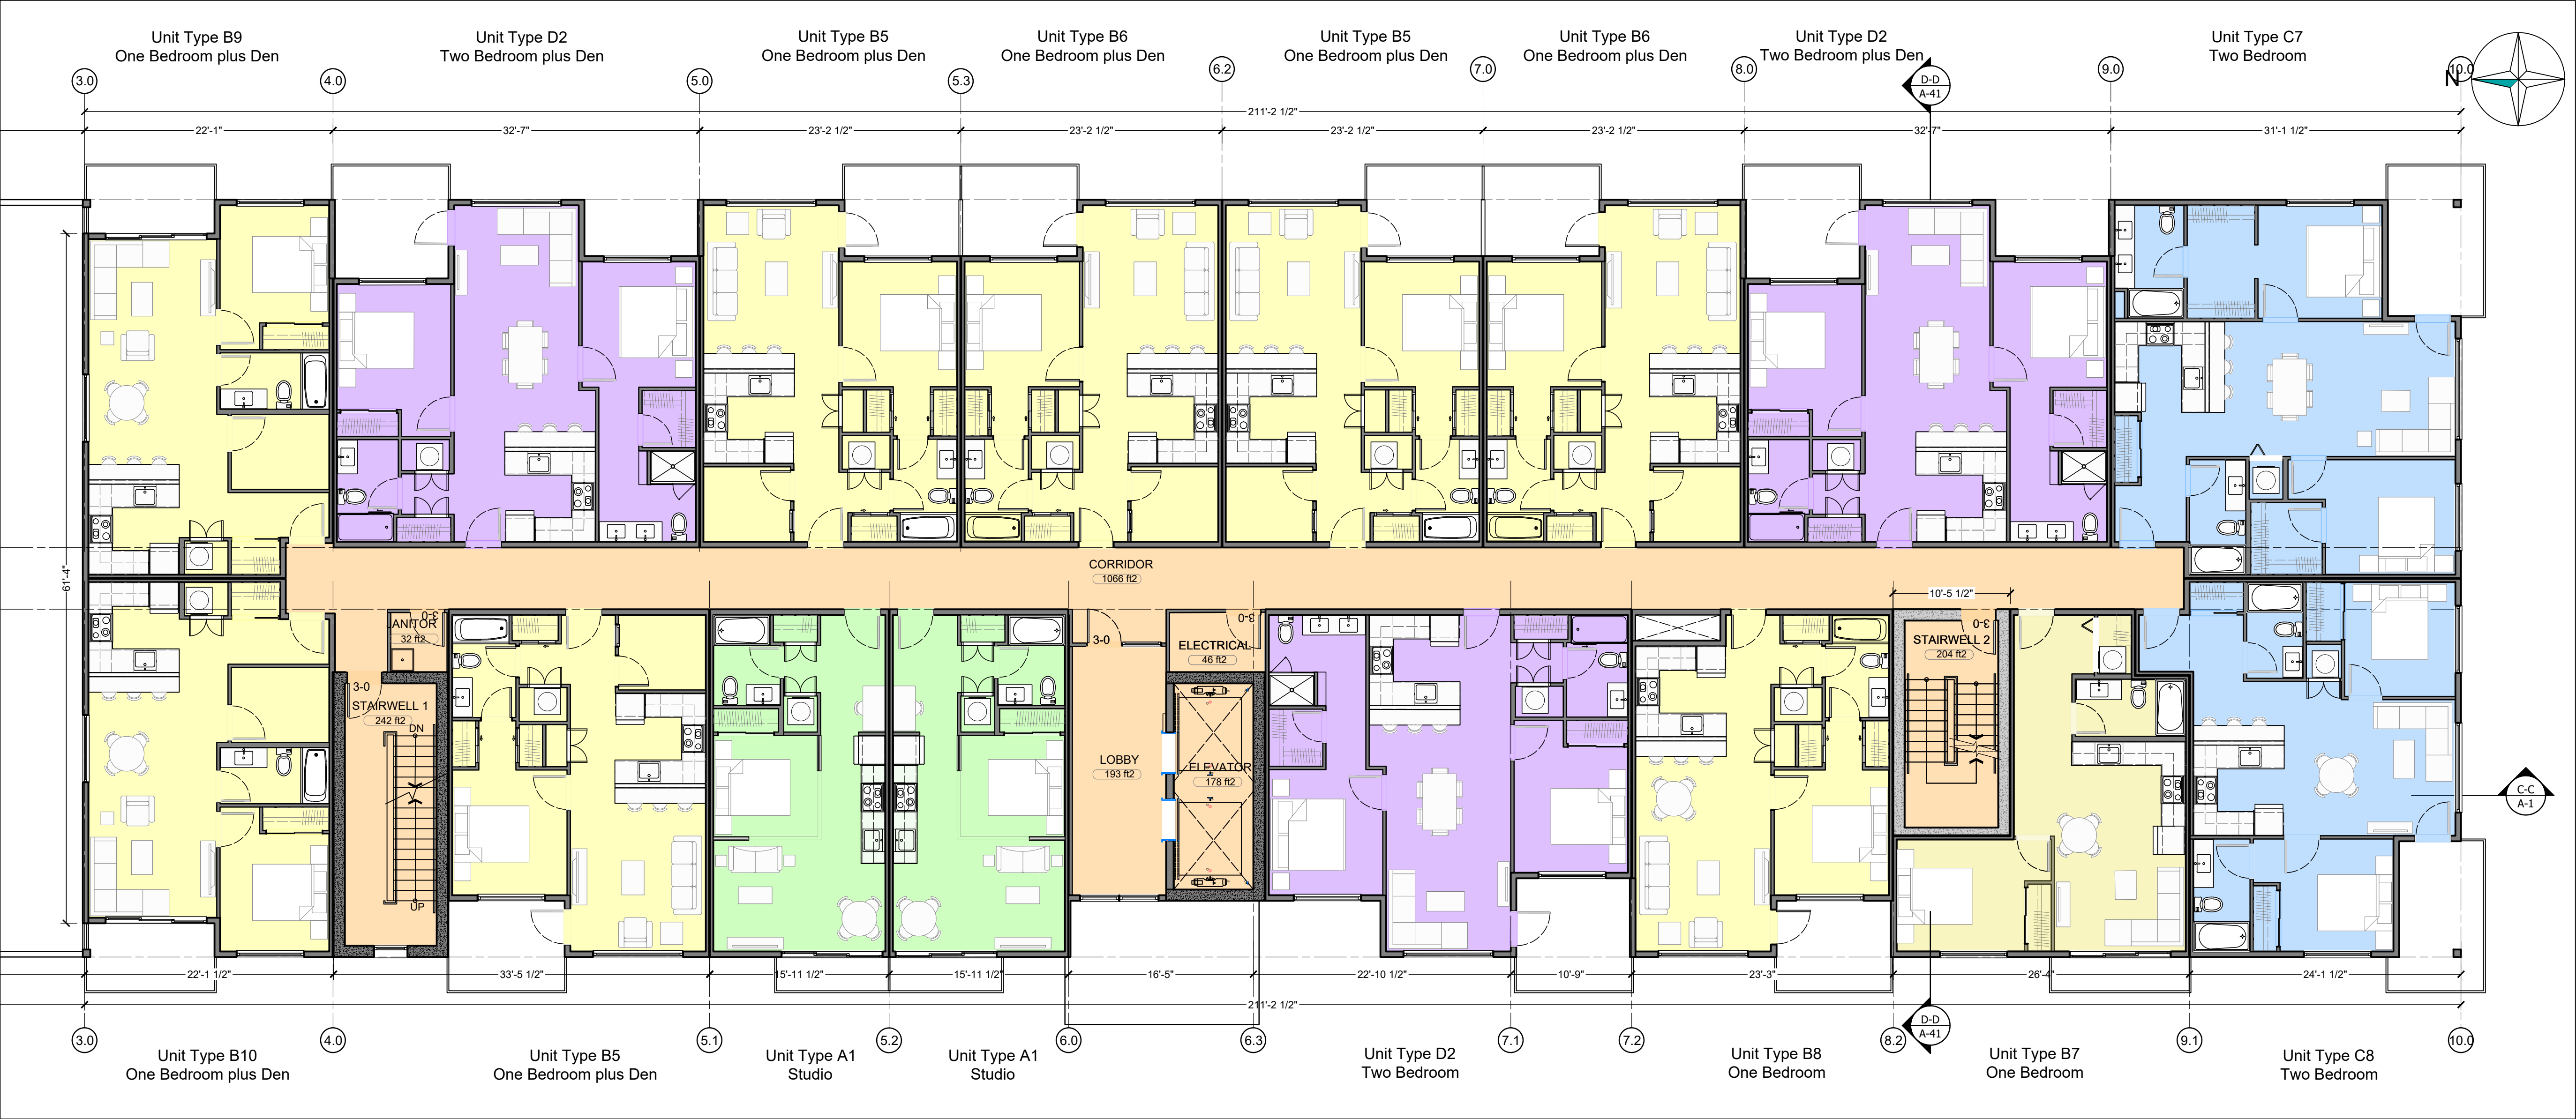 Unit Type B9
One Bedroom plus Den
Unit Type D2
Two Bedroom plus Den
Unit Type B5
One Bedroom plus Den
Unit Type B6
One Bedroom plus Den
Unit Type B5
One Bedroom plus Den
Unit Type B6
One Bedroom plus Den
Unit Type D2
Two Bedroom plus Den
Unit Type C7
Two Bedroom
3.0
4.0
5.0
5.3
6.2
7.0
8.0
D-D
A-41
9.0
10.0
N
211'-2 1/2"
22'-1"
32'-7"
23'-2 1/2"
23'-2 1/2"
23'-2 1/2"
23'-2 1/2"
32'-7"
31'-1 1/2"
61'-4"
CORRIDOR
1066 ft2
10'-5 1/2"
3-0
ANITOR
32 ft2
3-0
STAIRWELL 1
242 ft2
DN
UP
3-0
3-0
ELECTRICAL
46 ft2
LOBBY
193 ft2
ELEVATOR
178 ft2
3-0
STAIRWELL 2
204 ft2
C-C
A-1
22'-1 1/2"
33'-5 1/2"
15'-11 1/2"
15'-11 1/2"
16'-5"
22'-10 1/2"
10'-9"
23'-3"
26'-4"
24'-1 1/2"
211'-2 1/2"
3.0
4.0
5.1
5.2
6.0
6.3
7.1
7.2
8.2
D-D
A-41
9.1
10.0
Unit Type B10
One Bedroom plus Den
Unit Type B5
One Bedroom plus Den
Unit Type A1
Studio
Unit Type A1
Studio
Unit Type D2
Two Bedroom
Unit Type B8
One Bedroom
Unit Type B7
One Bedroom
Unit Type C8
Two Bedroom